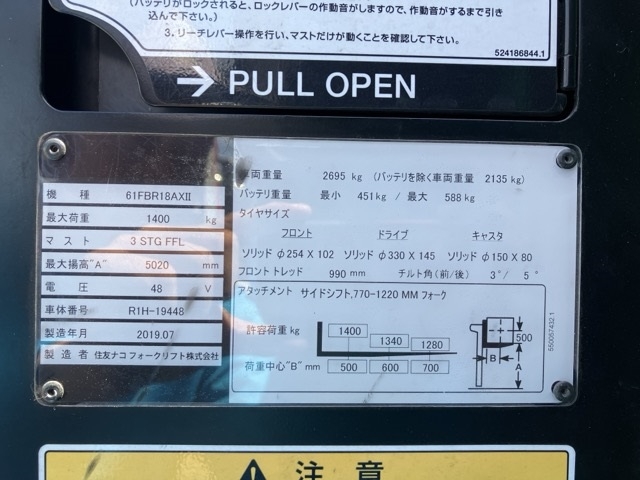 (バッテリがロックされると、ロックレバーの作動音がしますので、作動音がするまで引き
込んで下さい。)
3. リーチレバー操作を行い、マストだけが動くことを確認して下さい。
524186844.1
→ PULL OPEN
機種 61FBR18AXII
最大荷重 1400 kg
マスト 3 STG FFL
最大揚高"A" 5020 mm
電圧 48 V
車体番号 R1H-19448
製造年月 2019.07
製造者 住友ナコ フォークリフト株式会社
車両重量 2695 kg (バッテリを除く車両重量 2135 kg)
バッテリ重量 最小 451 kg / 最大 588 kg
タイヤサイズ
フロント ドライブ キャスタ
ソリッド φ254 X 102 ソリッド φ330 X 145 ソリッド φ150 X 80
フロント トレッド 990 mm チルト角 (前/後) 3°/ 5°
アタッチメント サイドシフト,770-1220 MM フォーク
許容荷重 kg 1400 1340 1280
荷重中心"B" mm 500 600 700
500
B
A
550057432.1
注意